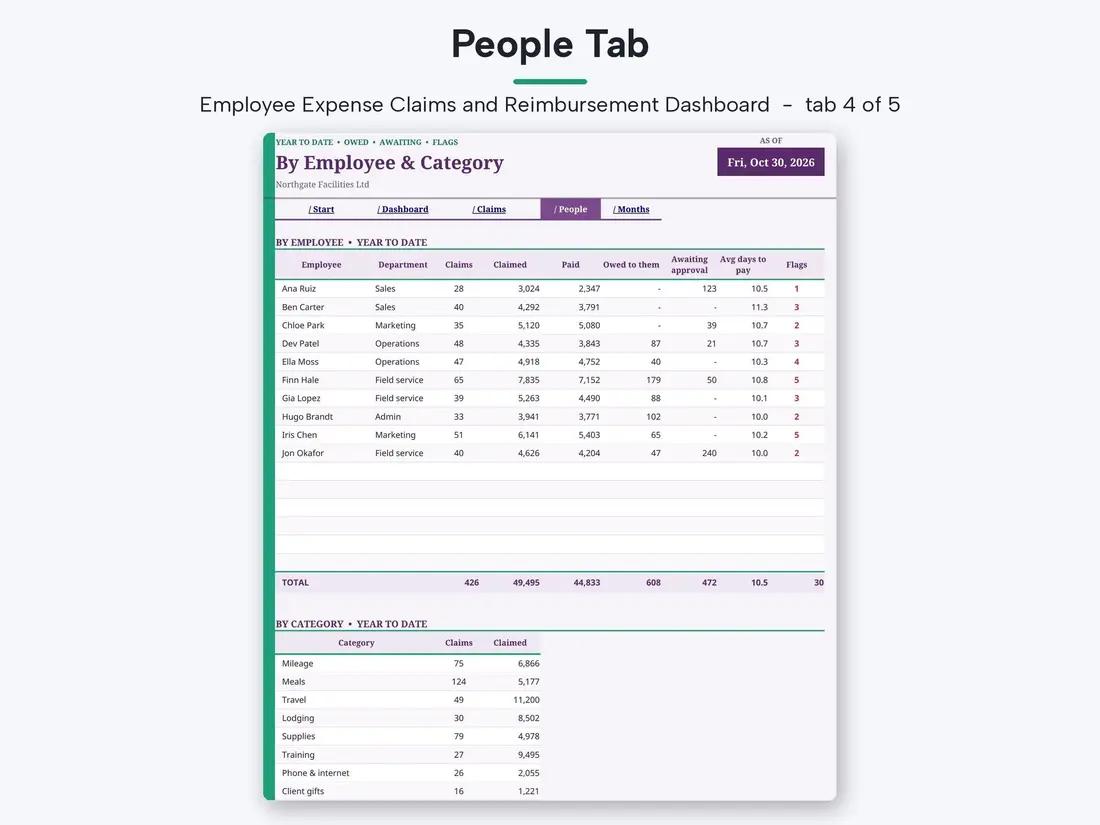 People Tab
Employee Expense Claims and Reimbursement Dashboard - tab 4 of 5
YEAR TO DATE • OWED • AWAITING • FLAGS
AS OF
By Employee & Category
Fri, Oct 30, 2026
Northgate Facilities Ltd
/ Start / Dashboard / Claims / People / Months
BY EMPLOYEE • YEAR TO DATE
Employee Department Claims Claimed Paid Owed to them Awaiting approval Avg days to pay Flags
Ana Ruiz Sales 28 3,024 2,347 - 123 10.5 1
Ben Carter Sales 40 4,292 3,791 - - 11.3 3
Chloe Park Marketing 35 5,120 5,080 - 39 10.7 2
Dev Patel Operations 48 4,335 3,843 87 21 10.7 3
Ella Moss Operations 47 4,918 4,752 40 - 10.3 4
Finn Hale Field service 65 7,835 7,152 179 50 10.8 5
Gia Lopez Field service 39 5,263 4,490 88 - 10.1 3
Hugo Brandt Admin 33 3,941 3,771 102 - 10.0 2
Iris Chen Marketing 51 6,141 5,403 65 - 10.2 5
Jon Okafor Field service 40 4,626 4,204 47 240 10.0 2
TOTAL 426 49,495 44,833 608 472 10.5 30
BY CATEGORY • YEAR TO DATE
Category Claims Claimed
Mileage 75 6,866
Meals 124 5,177
Travel 49 11,200
Lodging 30 8,502
Supplies 79 4,978
Training 27 9,495
Phone & internet 26 2,055
Client gifts 16 1,221